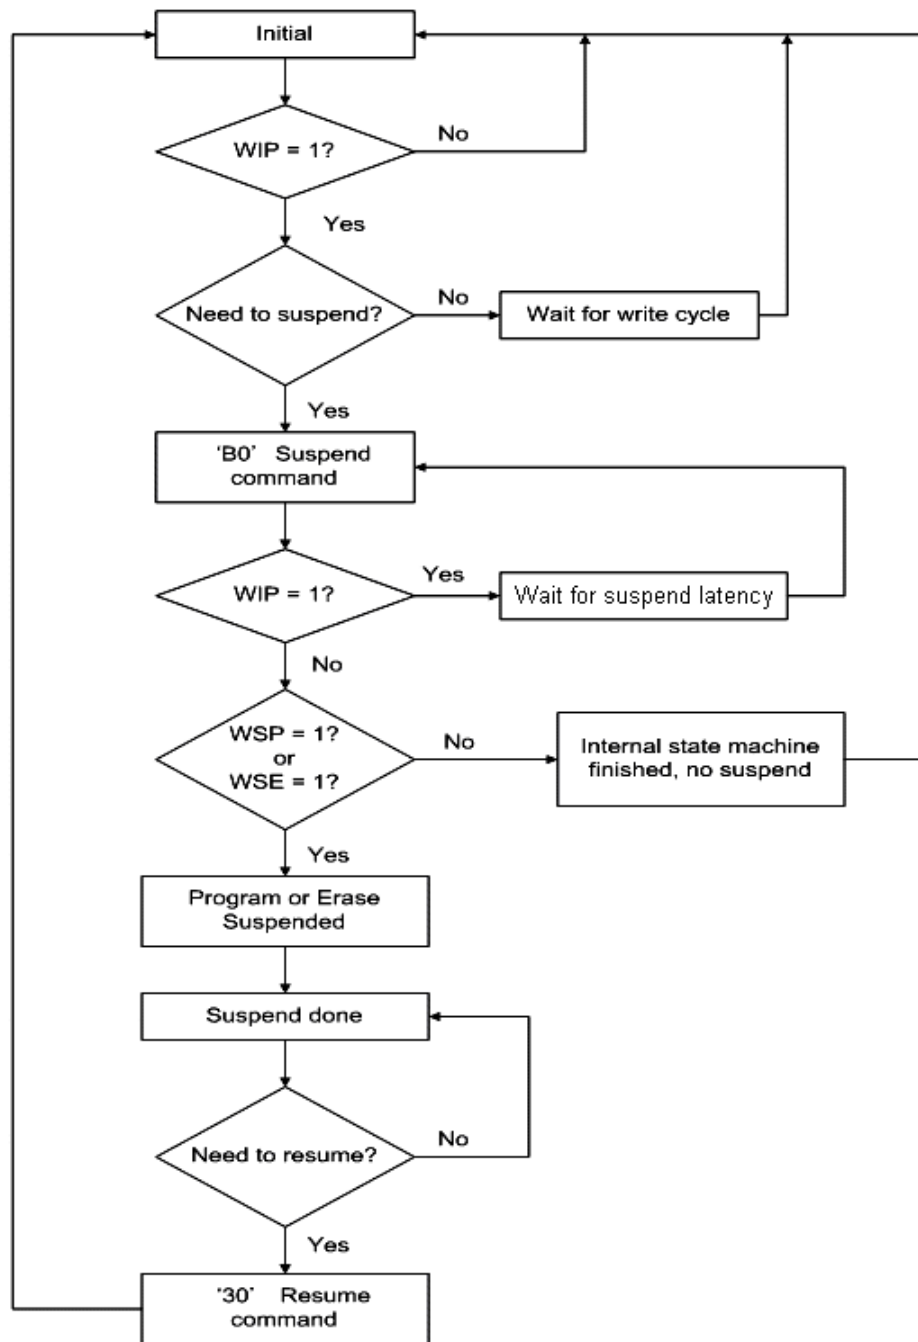 Initial
WIP = 1?
No
Yes
Need to suspend?
No
Wait for write cycle
Yes
‘B0’ Suspend
command
WIP = 1?
Yes
Wait for suspend latency
No
WSP = 1?
or
WSE = 1?
No
Internal state machine
finished, no suspend
Yes
Program or Erase
Suspended
Suspend done
Need to resume?
No
Yes
‘30’ Resume
command